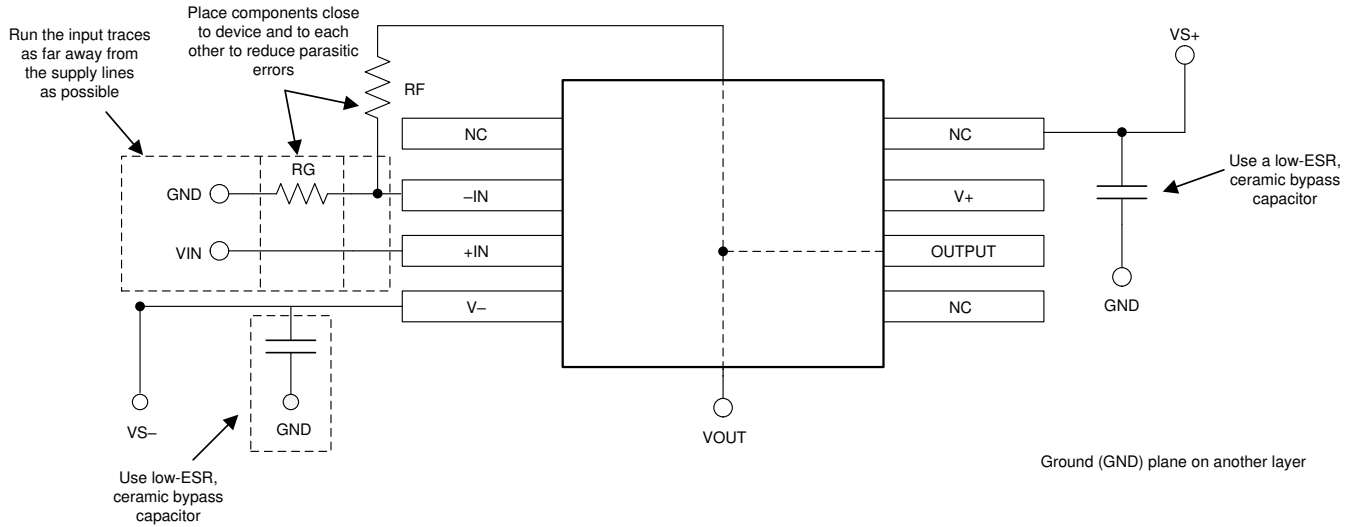 Run the input traces
as far away from
the supply lines
as possible
Place components close
to device and to each
other to reduce parasitic
errors
RF
VS+
NC
NC
RG
GND
–IN
V+
Use a low-ESR,
ceramic bypass
capacitor
VIN
+IN
OUTPUT
V–
NC
GND
VS–
GND
VOUT
Use low-ESR,
ceramic bypass
capacitor
Ground (GND) plane on another layer